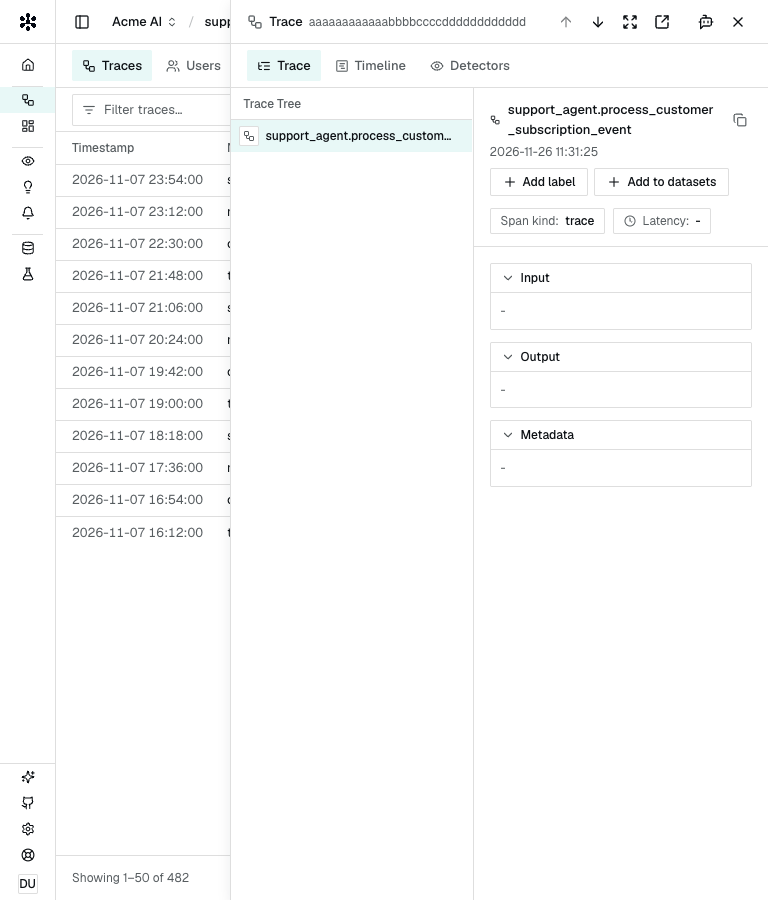 Acme AI / supp
Traces Users
Filter traces...
Timestamp
2026-11-07 23:54:00
2026-11-07 23:12:00
2026-11-07 22:30:00
2026-11-07 21:48:00
2026-11-07 21:06:00
2026-11-07 20:24:00
2026-11-07 19:42:00
2026-11-07 19:00:00
2026-11-07 18:18:00
2026-11-07 17:36:00
2026-11-07 16:54:00
2026-11-07 16:12:00
Showing 1–50 of 482
DU
Trace aaaaaaaaaaaabbbbccccdddddddddddd
Trace Timeline Detectors
Trace Tree
support_agent.process_custom...
support_agent.process_customer
_subscription_event
2026-11-26 11:31:25
Add label Add to datasets
Span kind: trace Latency: -
Input
-
Output
-
Metadata
-